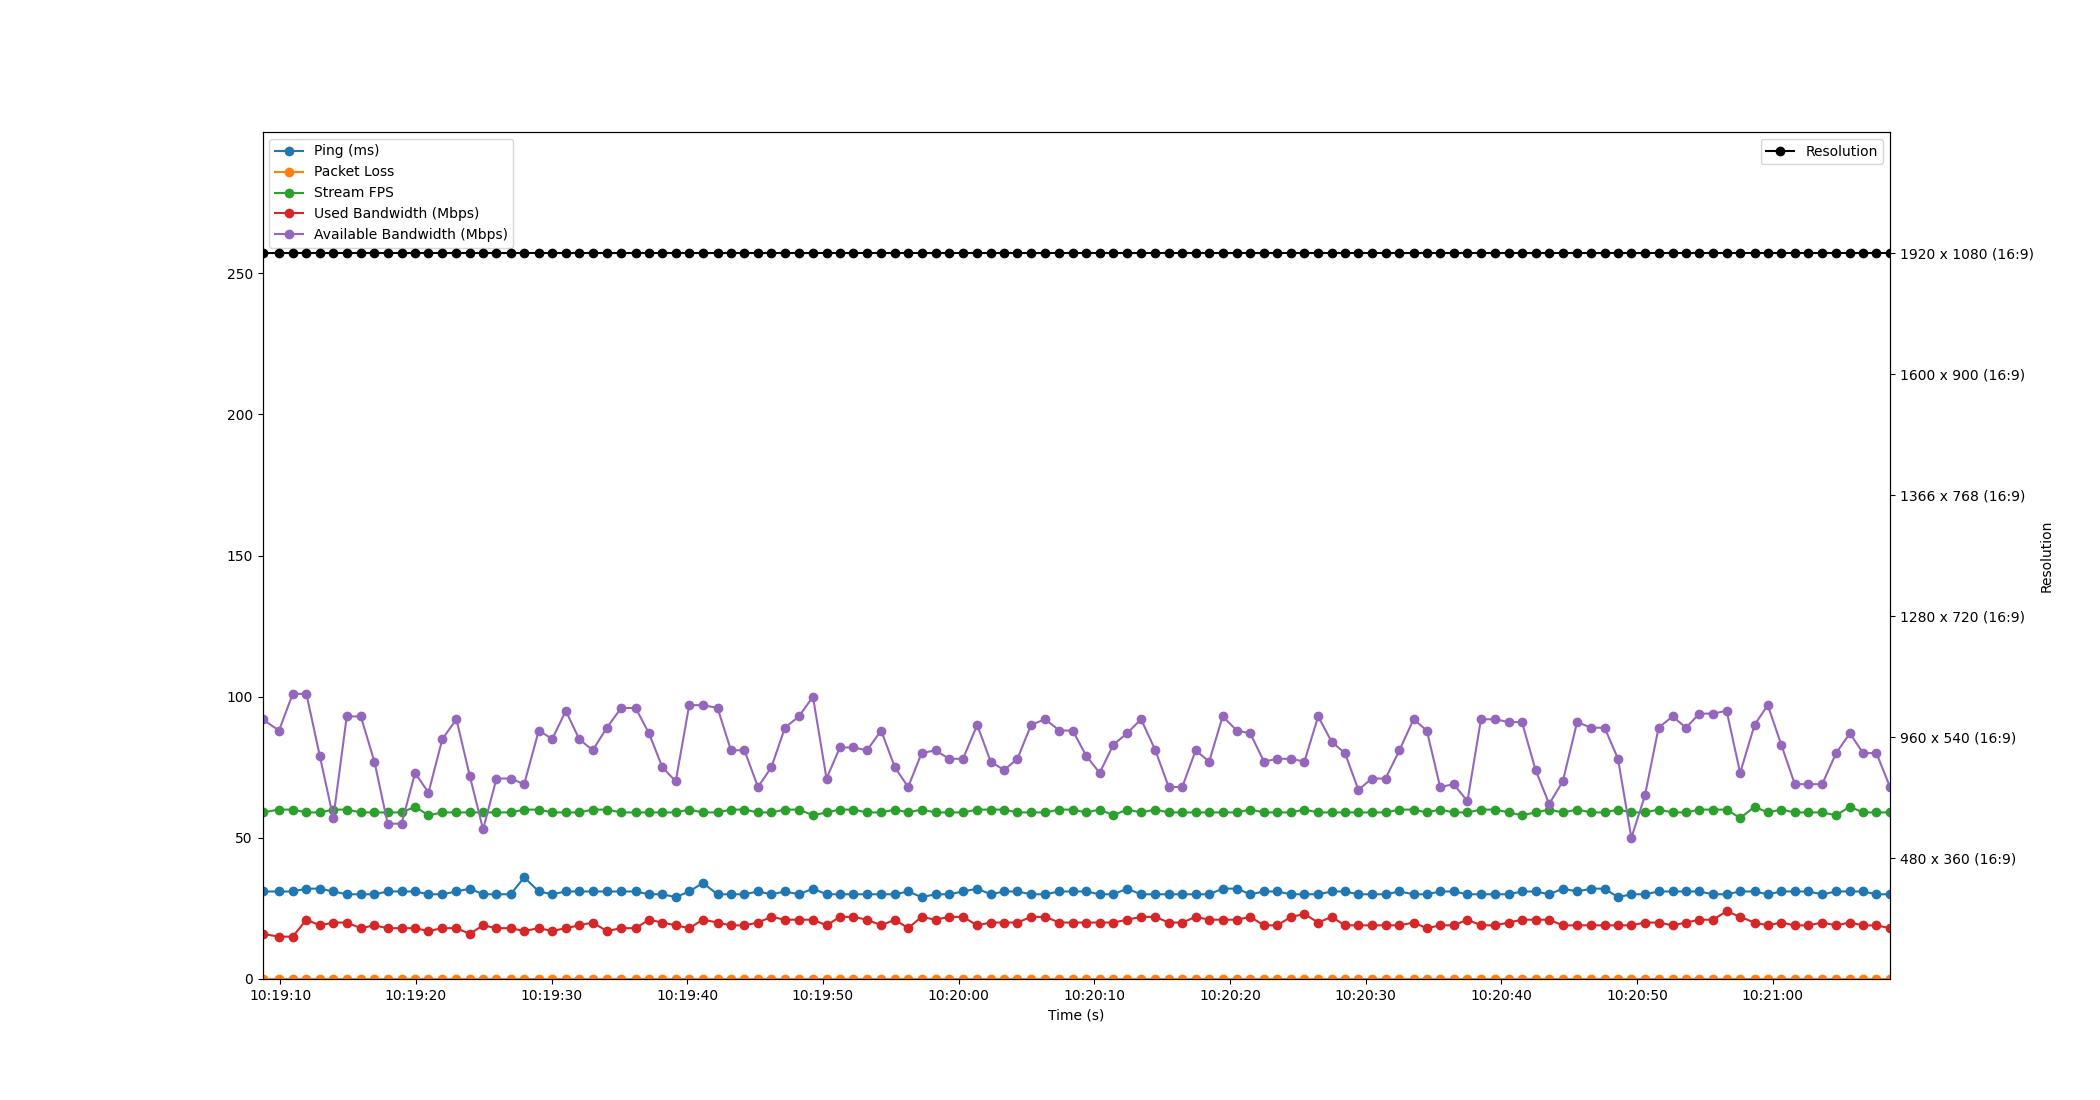 Ping (ms)
Packet Loss
Stream FPS
Used Bandwidth (Mbps)
Available Bandwidth (Mbps)
Resolution
250
200
150
100
50
0
1920 x 1080 (16:9)
1600 x 900 (16:9)
1366 x 768 (16:9)
1280 x 720 (16:9)
960 x 540 (16:9)
480 x 360 (16:9)
Resolution
10:19:10 10:19:20 10:19:30 10:19:40 10:19:50 10:20:00 10:20:10 10:20:20 10:20:30 10:20:40 10:20:50 10:21:00
Time (s)